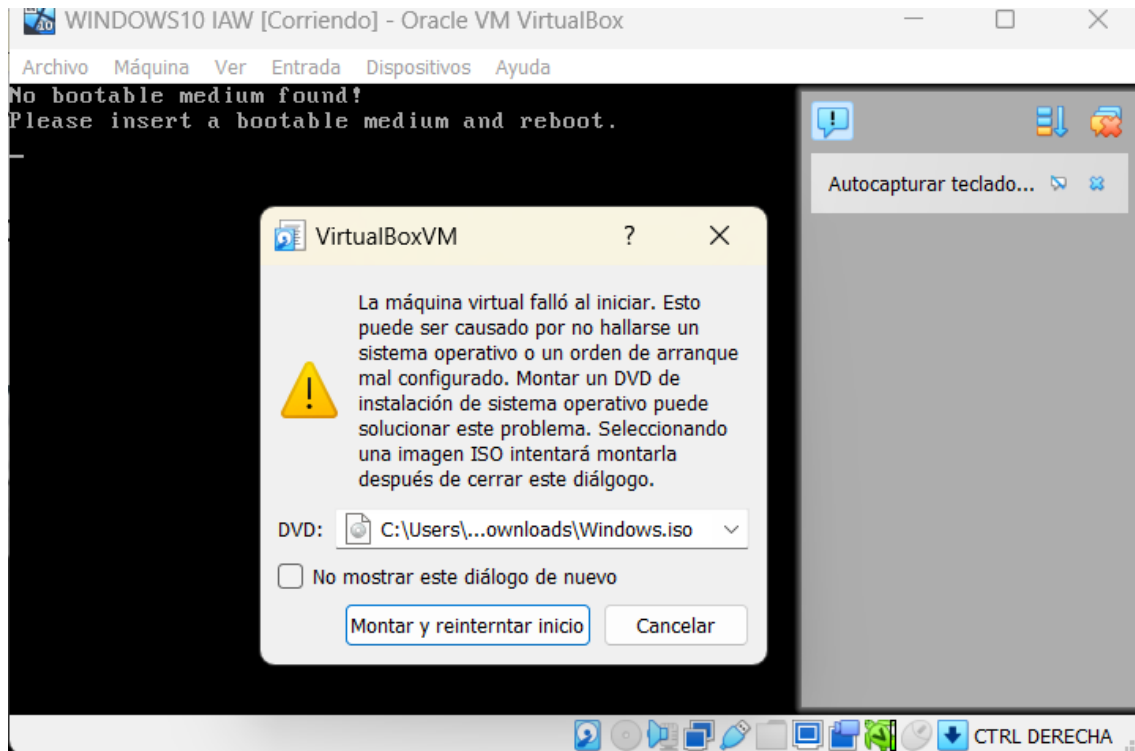 WINDOWS10 IAW [Corriendo] - Oracle VM VirtualBox
Archivo Máquina Ver Entrada Dispositivos Ayuda
No bootable medium found!
Please insert a bootable medium and reboot.
Autocapturar teclado...
VirtualBoxVM
La máquina virtual falló al iniciar. Esto
puede ser causado por no hallarse un
sistema operativo o un orden de arranque
mal configurado. Montar un DVD de
instalación de sistema operativo puede
solucionar este problema. Seleccionando
una imagen ISO intentará montarla
después de cerrar este diálgogo.
DVD: C:\Users\...ownloads\Windows.iso
No mostrar este diálogo de nuevo
Montar y reinterntar inicio Cancelar
CTRL DERECHA